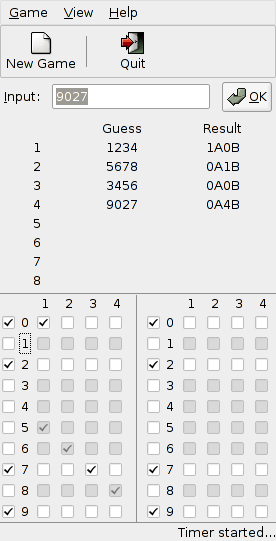 Game View Help
New Game Quit
Input: 9027 OK
Guess Result
1 1234 1A0B
2 5678 0A1B
3 3456 0A0B
4 9027 0A4B
5
6
7
8
1 2 3 4 1 2 3 4
0 0
1 1
2 2
3 3
4 4
5 5
6 6
7 7
8 8
9 9
Timer started...